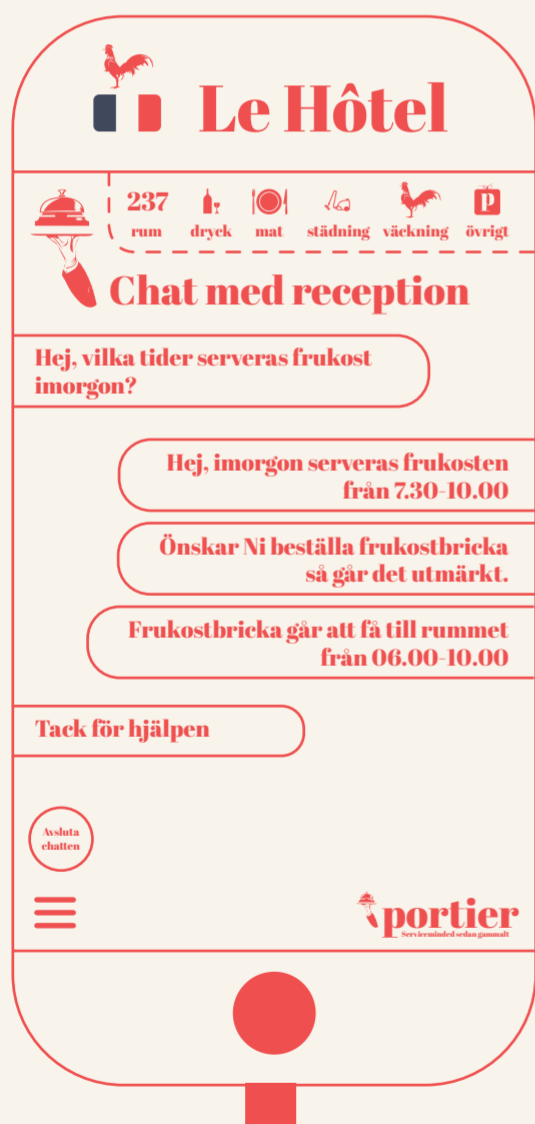 Le Hôtel
237
rum
dryck
mat
städning
väckning
p
övrigt
Chat med reception
Hej, vilka tider serveras frukost
imorgon?
Hej, imorgon serveras frukosten
från 7.30-10.00
Önskar Ni beställa frukostbricka
så går det utmärkt.
Frukostbricka går att få till rummet
från 06.00-10.00
Tack för hjälpen
Avsluta
chatten
portier
Serviceminded sedan gammalt